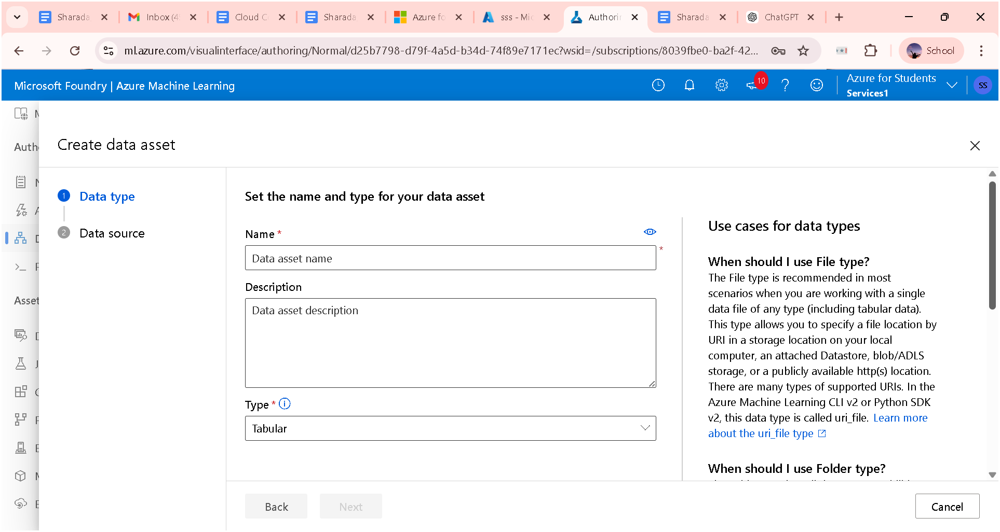 Sharada
Inbox (4
Cloud C
Sharada
Azure fo
sss - Mic
Authorin
Sharada
ChatGPT
ml.azure.com/visualinterface/authoring/Normal/d25b7798-d79f-4a5d-b34d-74f89e7171ec?wsid=/subscriptions/8039fbe0-ba2f-42...
School
Microsoft Foundry | Azure Machine Learning
10
Azure for Students
Services1
SS
Auth
Asset
Create data asset
1 Data type
2 Data source
Set the name and type for your data asset
Name *
Data asset name
*
Description
Data asset description
Type *
Tabular
Use cases for data types
When should I use File type?
The File type is recommended in most
scenarios when you are working with a single
data file of any type (including tabular data).
This type allows you to specify a file location by
URI in a storage location on your local
computer, an attached Datastore, blob/ADLS
storage, or a publicly available http(s) location.
There are many types of supported URIs. In the
Azure Machine Learning CLI v2 or Python SDK
v2, this data type is called uri_file. Learn more
about the uri_file type
When should I use Folder type?
Back
Next
Cancel